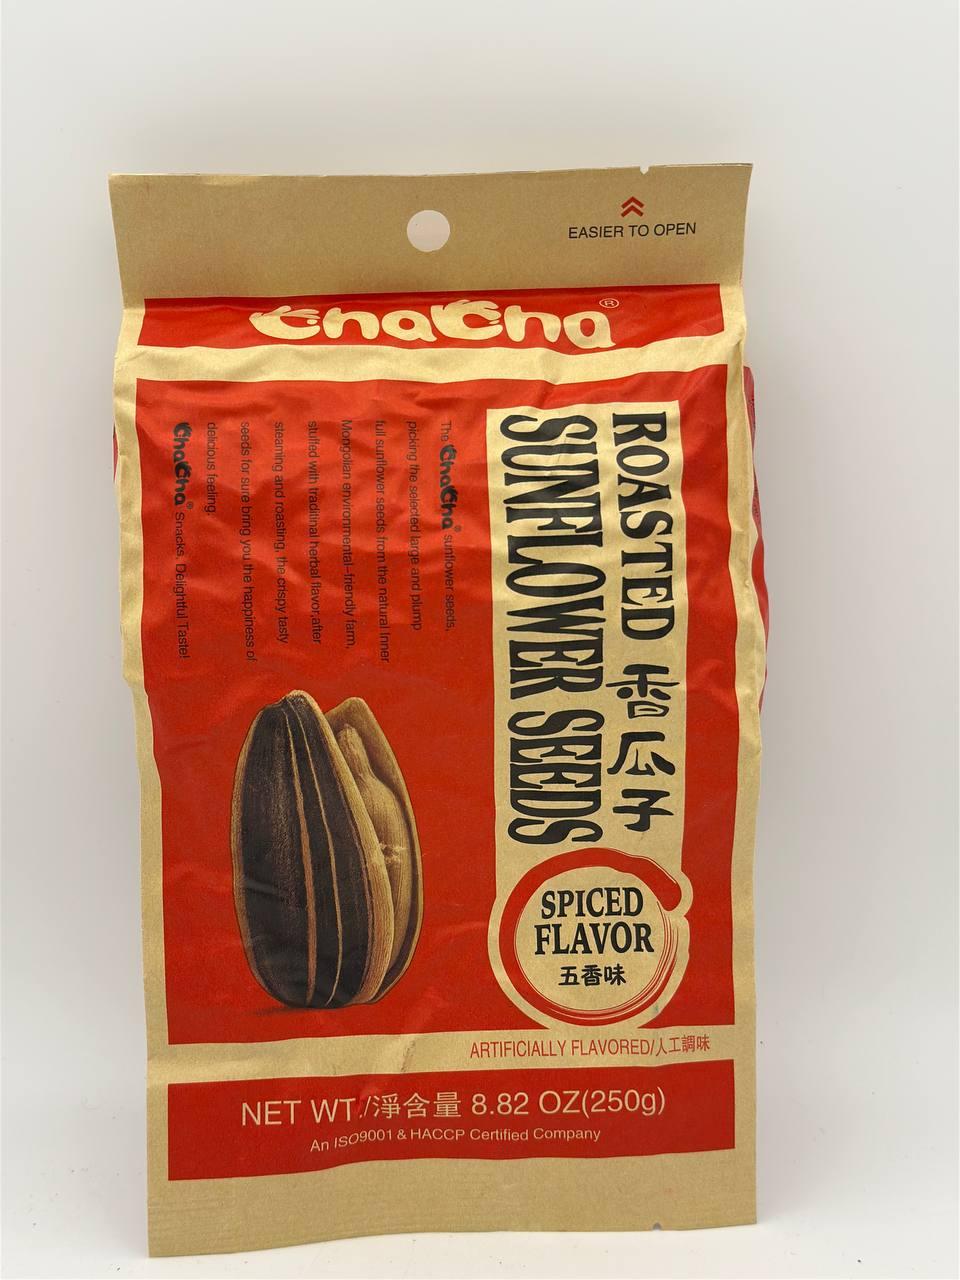 EASIER TO OPEN
ChaCha®
ROASTED 香瓜子
SUNFLOWER SEEDS
The ChaCha® sunflower seeds,
picking the selected large and plump
full sunflower seeds from the natural Inner
Mongolian environmental-friendly farm,
stuffed with traditinal herbal flavor,after
steaming and roasting, the crispy tasty
seeds for sure bring you the happiness of
delicious feeling.
ChaCha® Snacks, Delightful Taste!
SPICED
FLAVOR
五香味
ARTIFICIALLY FLAVORED/人工調味
NET WT./淨含量 8.82 OZ(250g)
An ISO9001 & HACCP Certified Company